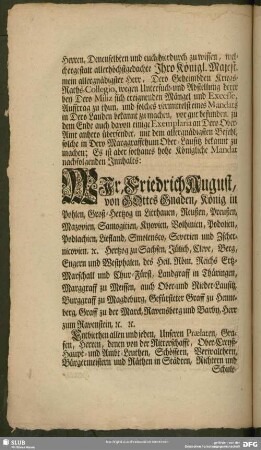 Herren, Denenselben und euch hierdurch zu wissen, wel-
chergestalt allerhöchstgedachter Ihro Königl. Majest.
mein allergnädigster Herr, Dero Geheimbden Kriegs-
Raths-Collegio, wegen Untersuch- und Abstellung derer
bey Dero Miliz sich ereignenden Mängel und Excesse,
Aufftrag zu thun, und solches vermittelst eines Mandats
in Dero Landen bekannt zu machen, vor gut befunden, zu
dem Ende auch davon einige Exemplaria an Dero Ober-
Amt anhero übersendet, mit dem allergnädigsten Befehl,
solche in Dero Marggraffthum Ober-Laußitz bekannt zu
machen; Es ist aber sothanes hohe Königliche Mandat
nachfolgenden Innhalts:
WIr, Friedrich August,
von GOttes Gnaden, König in
Pohlen, Groß-Hertzog in Litthauen, Reußen, Preußen,
Mazovien, Samogitien, Kyovien, Volhinien, Podolien,
Podlachien, Liefland, Smolensco, Severien und Zscher-
nicovien ꝛc. Hertzog zu Sachsen, Jülich, Cleve, Berg,
Engern und Westphalen, des Heil. Röm. Reichs Ertz-
Marschall und Chur-Fürst, Landgraff in Thüringen,
Marggraff zu Meissen, auch Ober-und Nieder-Lausitz,
Burggraff zu Magdeburg, Gefürsteter Graff zu Henne-
berg, Graff zu der Marck, Ravensberg und Barby, Herr
zum Ravenstein, ꝛc. ꝛc.
Entbiethen allen und jeden, Unseren Praelaten, Gra-
fen, Herren, denen von der Ritterschafft, Ober-Creyß-
Haupt- und Ambt-Leuthen, Schössern, Verwaltern,
Bürgermeistern und Räthen in Städten, Richtern und
Schult-
SLUB